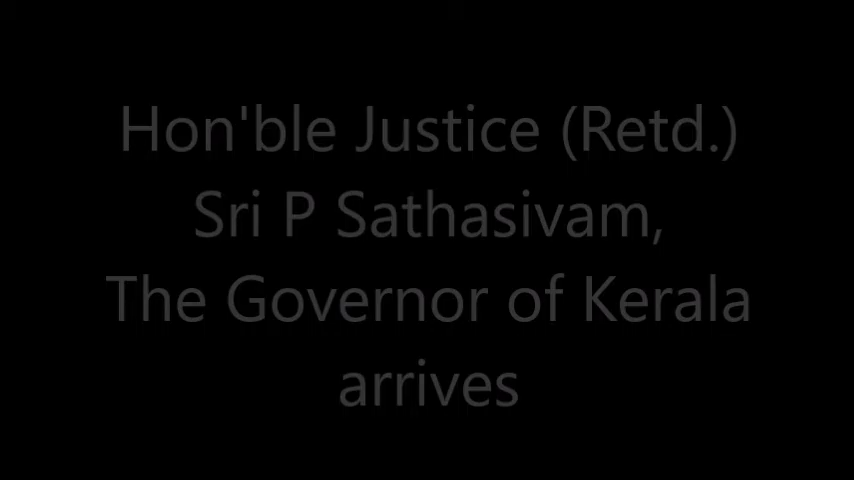 Hon'ble Justice (Retd.)
Sri P Sathasivam,
The Governor of Kerala
arrives